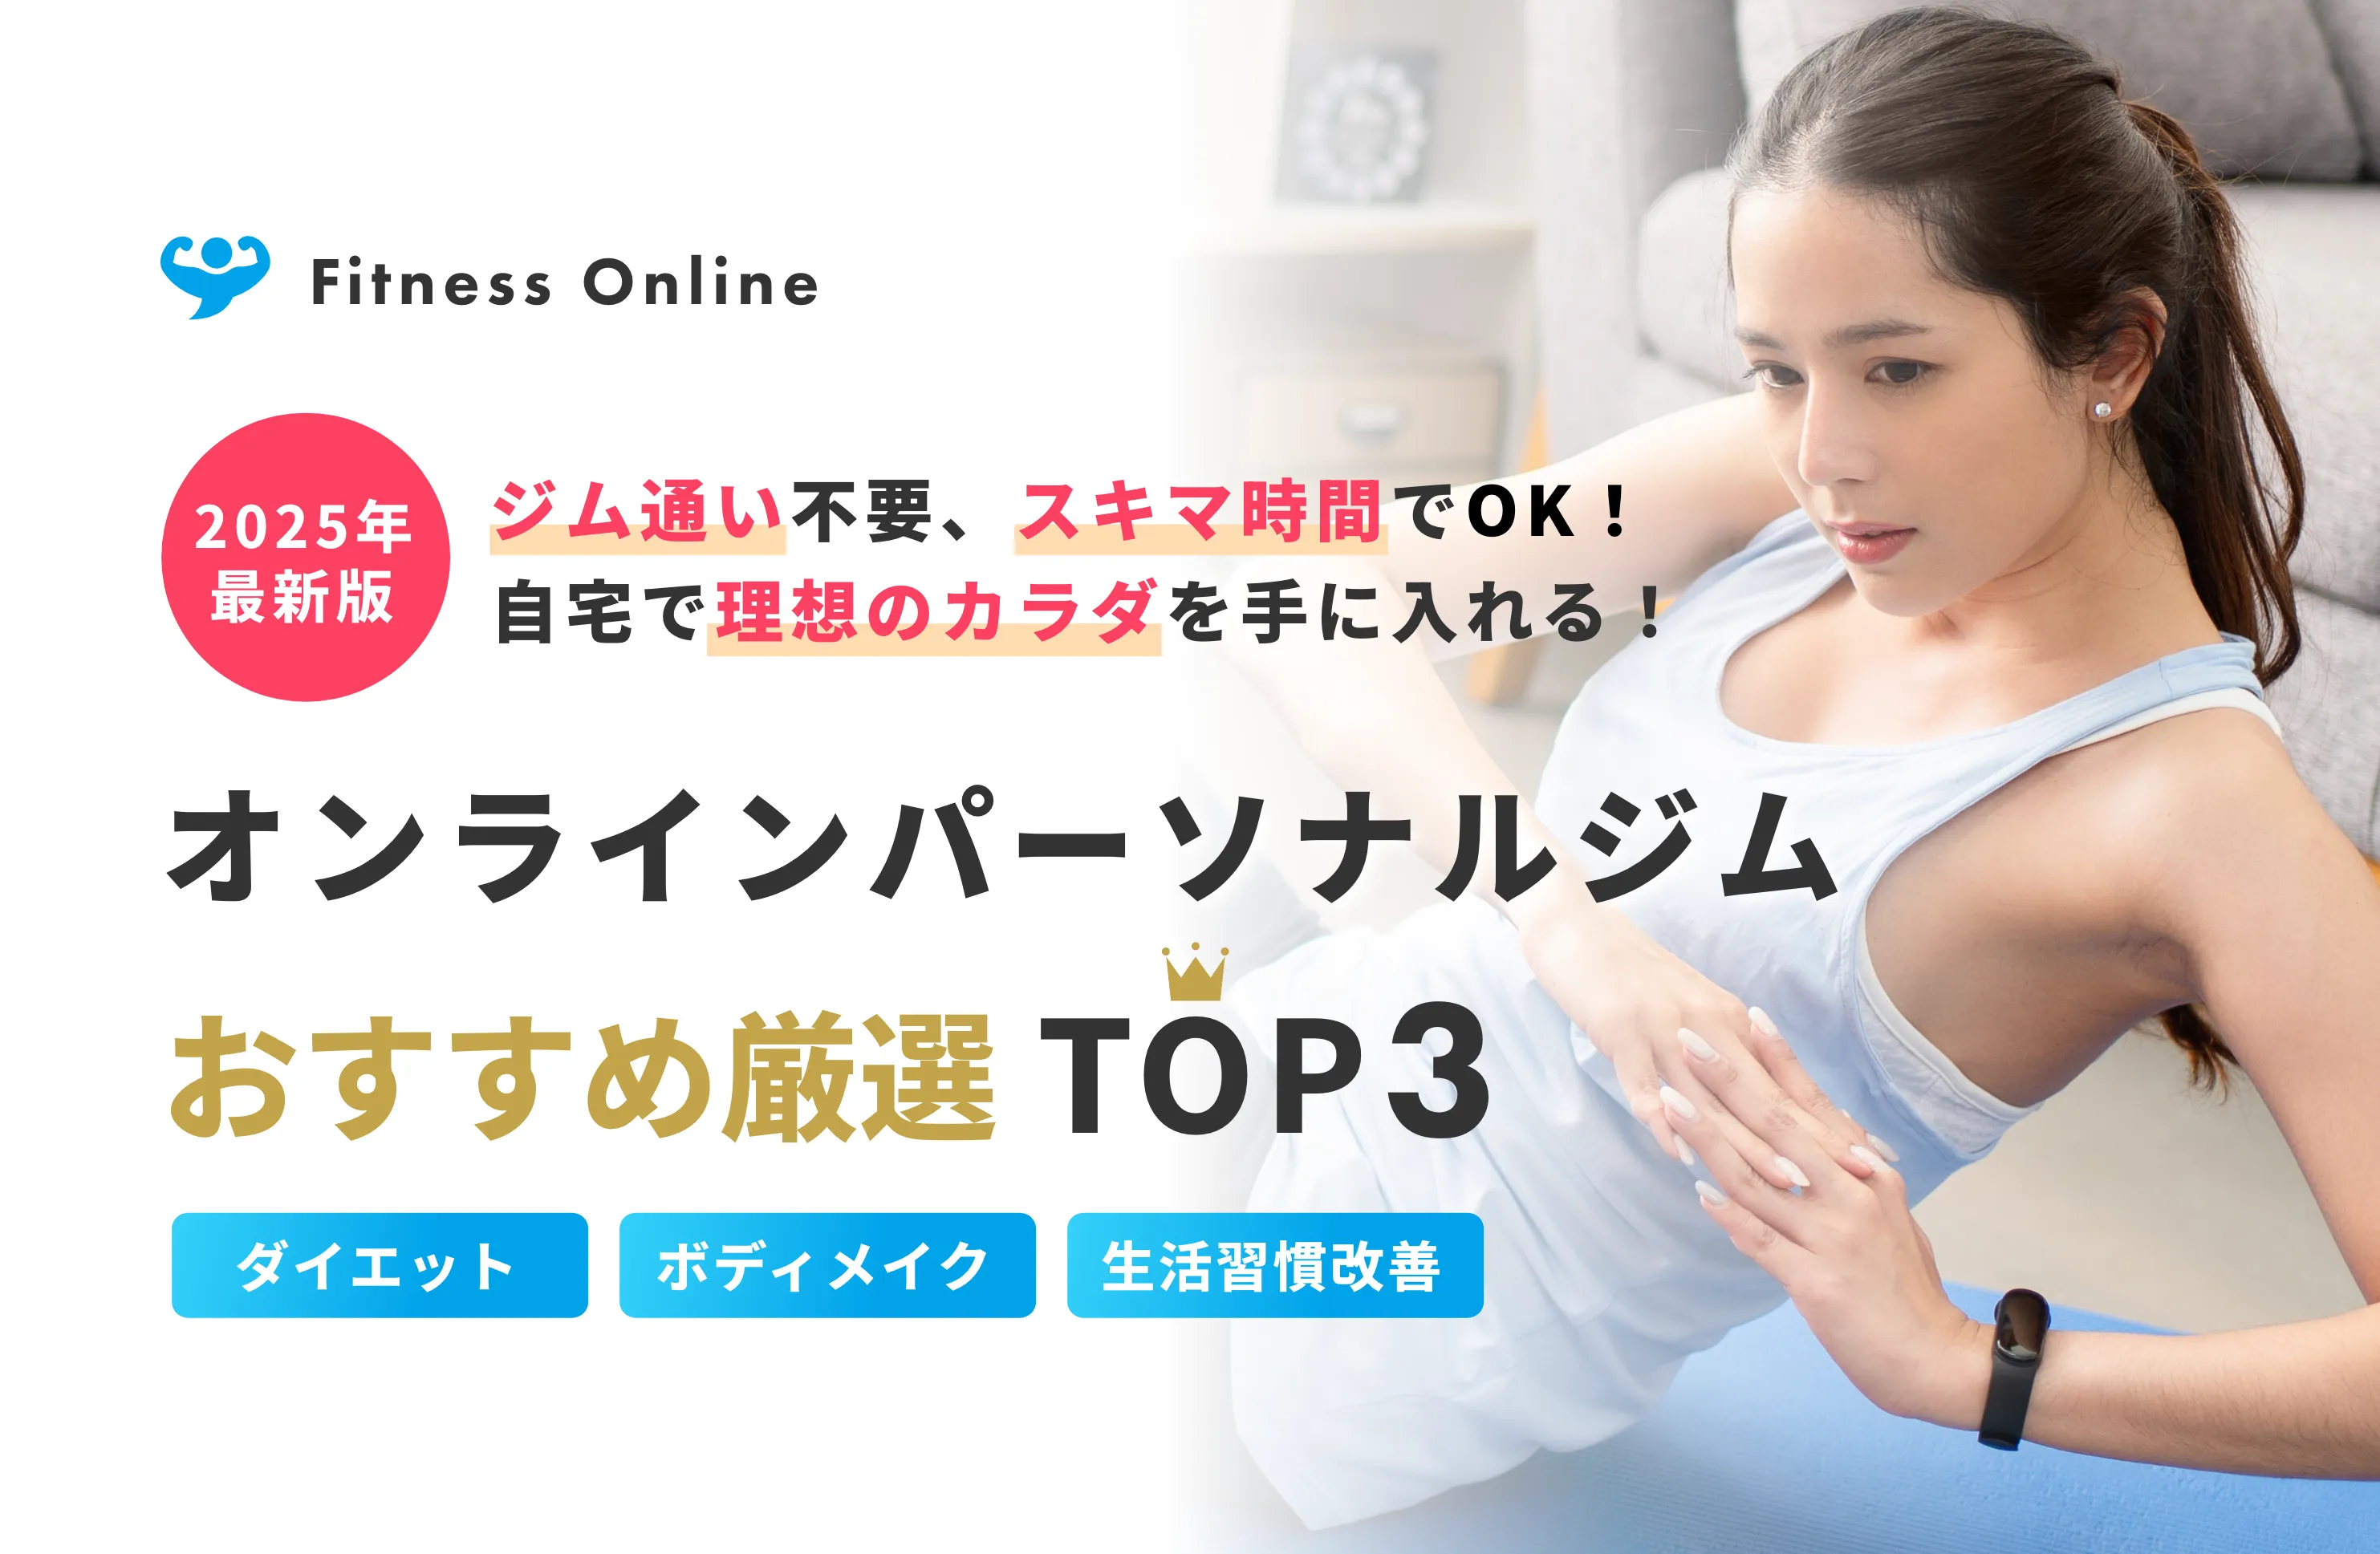 Fitness Online
2025年
最新版
ジム通い不要、スキマ時間でOK！
自宅で理想のカラダを手に入れる！
オンラインパーソナルジム
おすすめ厳選 TOP3
ダイエット
ボディメイク
生活習慣改善